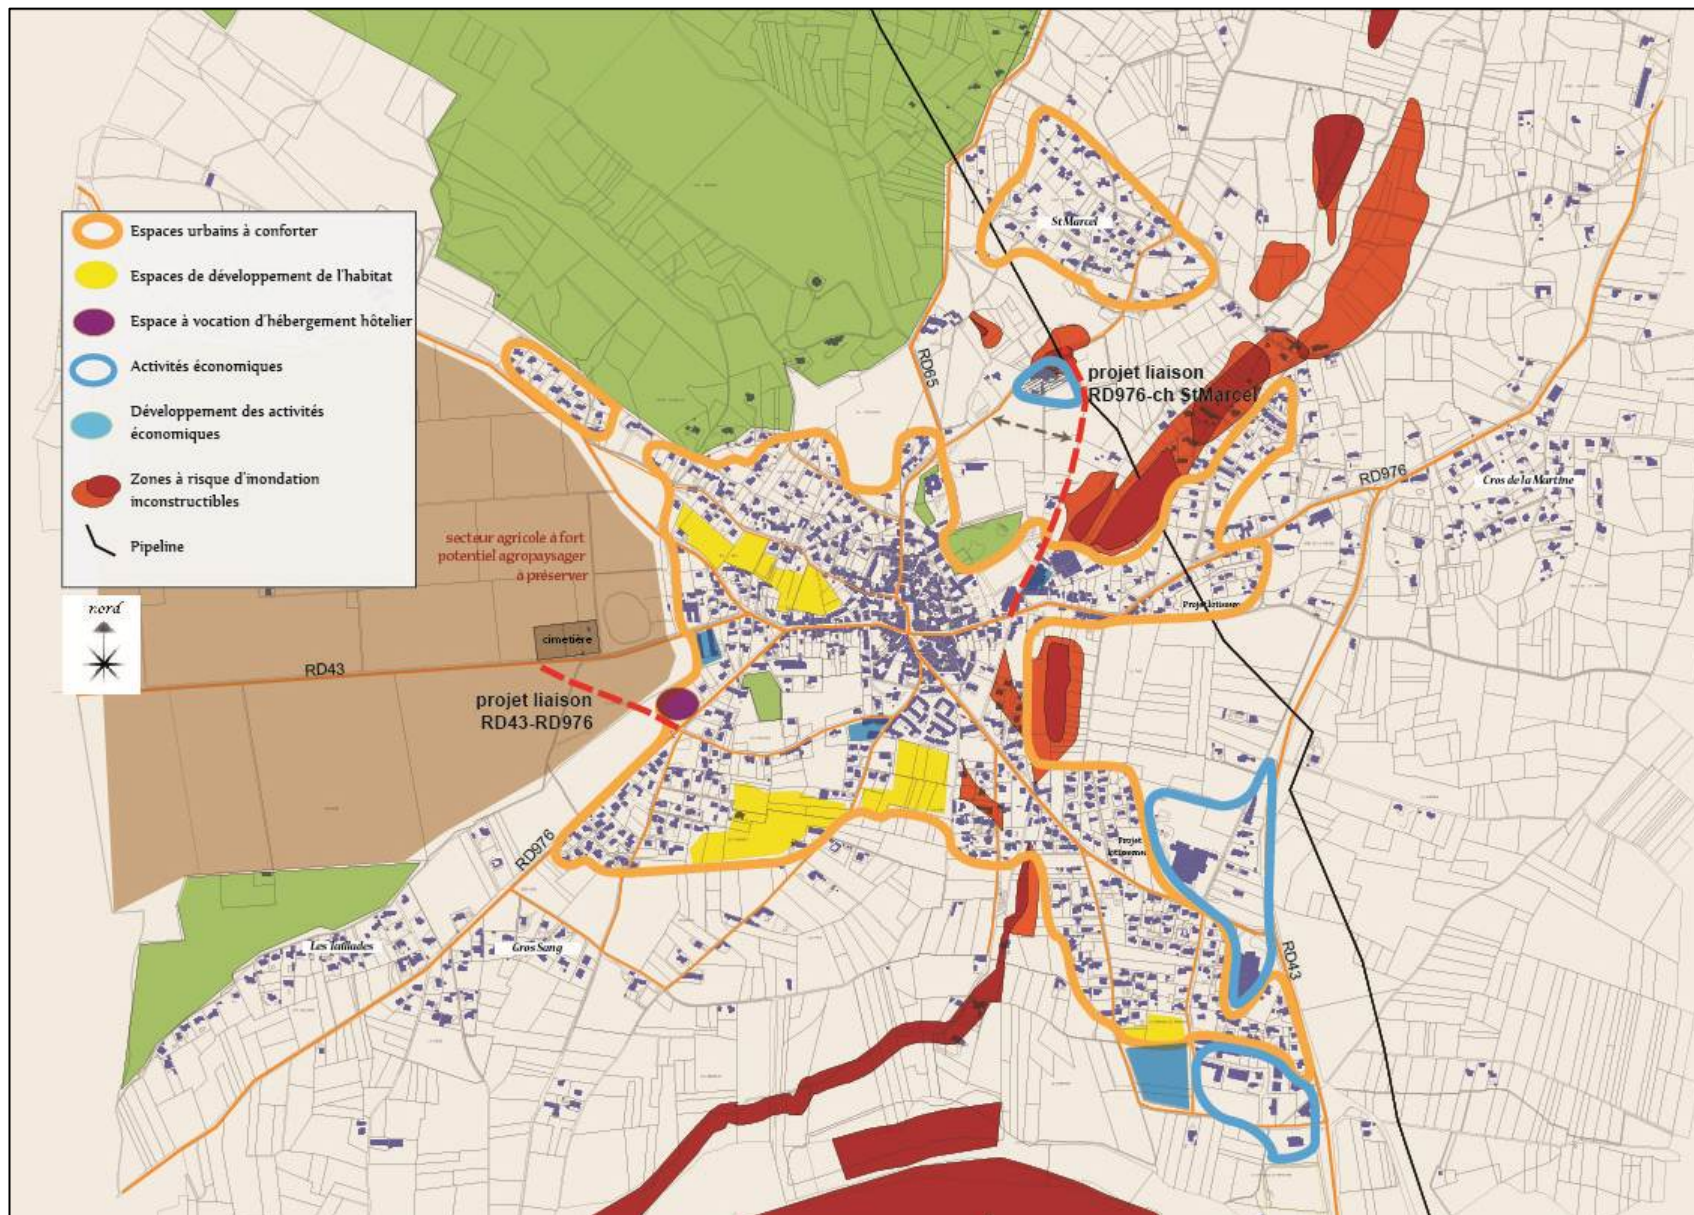 Espaces urbains à conforter
Espaces de développement de l'habitat
Espace à vocation d'hébergement hôtelier
Activités économiques
Développement des activités
économiques
Zones à risque d'inondation
inconstructibles
Pipeline
nord
St Marcel
RD65
projet liaison
RD976-ch StMarcel
RD976
Cros de la Martine
secteur agricole à fort
potentiel agropaysager
à préserver
cimetière
RD43
projet liaison
RD43-RD976
RD976
Projet
Les Taillades
Gros Sang
RD43